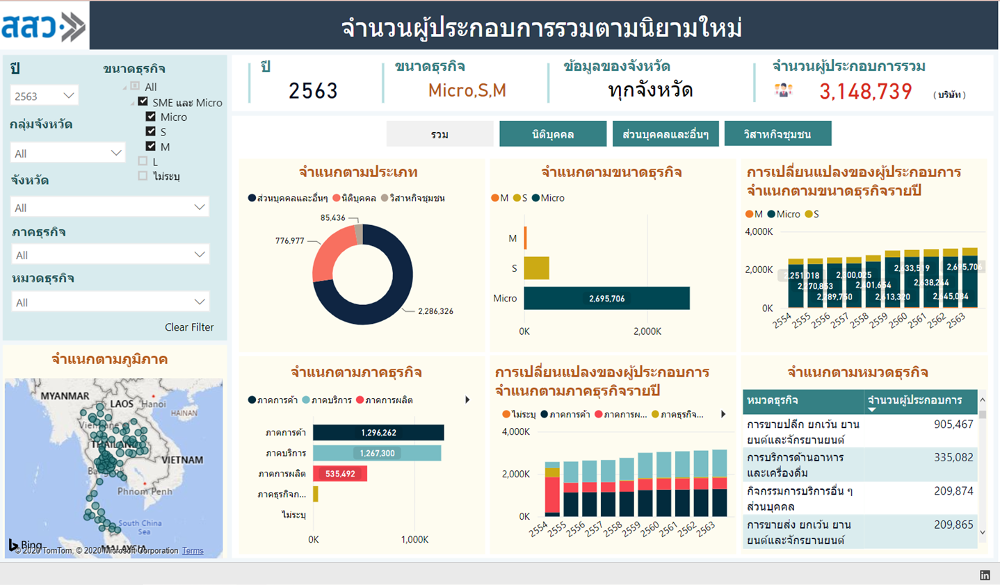 สสว
จำนวนผู้ประกอบการรวมตามนิยามใหม่
ปี
2563
ขนาดธุรกิจ
All
SME และ Micro
Micro
S
M
L
ไม่ระบุ
กลุ่มจังหวัด
All
จังหวัด
All
ภาคธุรกิจ
All
หมวดธุรกิจ
All
Clear Filter
ปี
2563
ขนาดธุรกิจ
Micro,S,M
ข้อมูลของจังหวัด
ทุกจังหวัด
จำนวนผู้ประกอบการรวม
3,148,739 ( บริษัท )
รวม
นิติบุคคล
ส่วนบุคคลและอื่นๆ
วิสาหกิจชุมชน
จำแนกตามประเภท
ส่วนบุคคลและอื่นๆ นิติบุคคล วิสาหกิจชุมชน
85,436
776,977
2,286,326
จำแนกตามขนาดธุรกิจ
M S Micro
M
S
Micro 2,695,706
0K 2,000K
การเปลี่ยนแปลงของผู้ประกอบการ
จำแนกตามขนาดธุรกิจรายปี
M Micro S
4,000K
2,000K
0K
2,251,018
2,270,853
2,289,750
2,300,025
2,401,654
2,613,320
2,633,519
2,638,244
2,645,084
2,695,706
2554 2555 2556 2557 2558 2559 2560 2561 2562 2563
จำแนกตามภูมิภาค
MYANMAR
LAOS
Hanoi
HAINAN
Vientiane
THAILAND
VIETNAM
Bangkok
Phnom Penh
South China
Sea
MALAYSIA
Bing
© 2020 TomTom, © 2020 Microsoft Corporation Terms
จำแนกตามภาคธุรกิจ
ภาคการค้า ภาคบริการ ภาคการผลิต
ภาคการค้า 1,296,262
ภาคบริการ 1,267,300
ภาคการผลิต 535,492
ภาคธุรกิจก...
ไม่ระบุ
0K 1,000K
การเปลี่ยนแปลงของผู้ประกอบการ
จำแนกตามภาคธุรกิจรายปี
ไม่ระบุ ภาคการค้า ภาคการผ... ภาคธุรกิจ...
4,000K
2,000K
0K
2554 2555 2556 2557 2558 2559 2560 2561 2562 2563
จำแนกตามหมวดธุรกิจ
หมวดธุรกิจ จำนวนผู้ประกอบการ
การขายปลีก ยกเว้น ยาน
ยนต์และจักรยานยนต์ 905,467
การบริการด้านอาหาร
และเครื่องดื่ม 335,082
กิจกรรมการบริการอื่น ๆ
ส่วนบุคคล 209,874
การขายส่ง ยกเว้น ยาน
ยนต์และจักรยานยนต์ 209,865
in